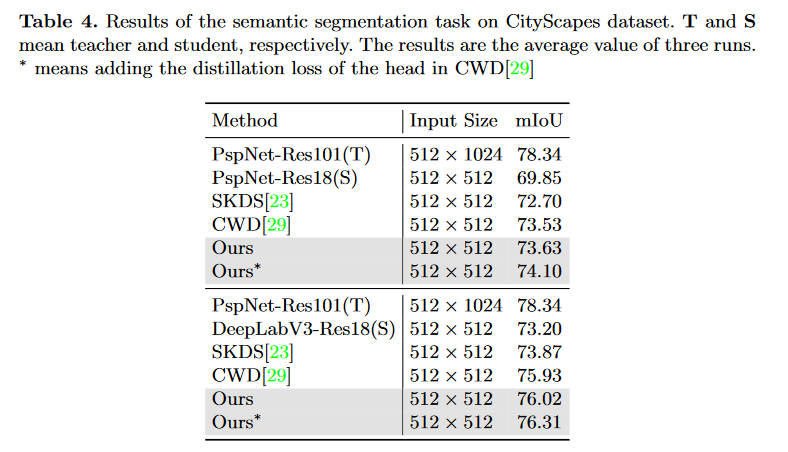 Table 4. Results of the semantic segmentation task on CityScapes dataset. T and S
mean teacher and student, respectively. The results are the average value of three runs.
* means adding the distillation loss of the head in CWD[29]
Method Input Size mIoU
PspNet-Res101(T) 512 × 1024 78.34
PspNet-Res18(S) 512 × 512 69.85
SKDS[23] 512 × 512 72.70
CWD[29] 512 × 512 73.53
Ours 512 × 512 73.63
Ours* 512 × 512 74.10
PspNet-Res101(T) 512 × 1024 78.34
DeepLabV3-Res18(S) 512 × 512 73.20
SKDS[23] 512 × 512 73.87
CWD[29] 512 × 512 75.93
Ours 512 × 512 76.02
Ours* 512 × 512 76.31